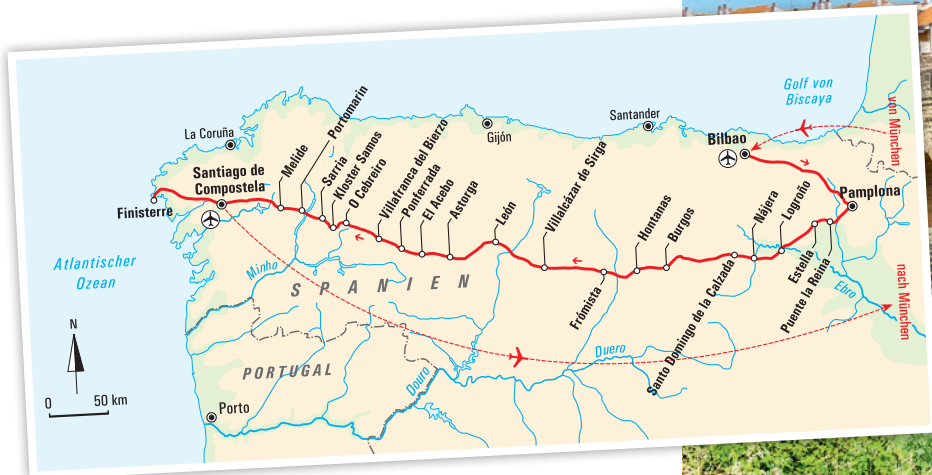 Golf von
Biscaya
von München
Santander
Gijón
La Coruña
Bilbao
Portomarin
Melide
Sarria
Kloster Samos
O Cebreiro
Villafranca del Bierzo
Ponferrada
El Acebo
Astorga
León
Villalcázar de Sirga
Hontanas
Burgos
Nájera
Logroño
Pamplona
Santiago de
Compostela
Finisterre
Frómista
Santo Domingo de la Calzada
Estella
Puente la Reina
Ebro
nach München
Atlantischer
Ozean
Minho
SPANIEN
Duero
Douro
PORTUGAL
Porto
N
0 50 km